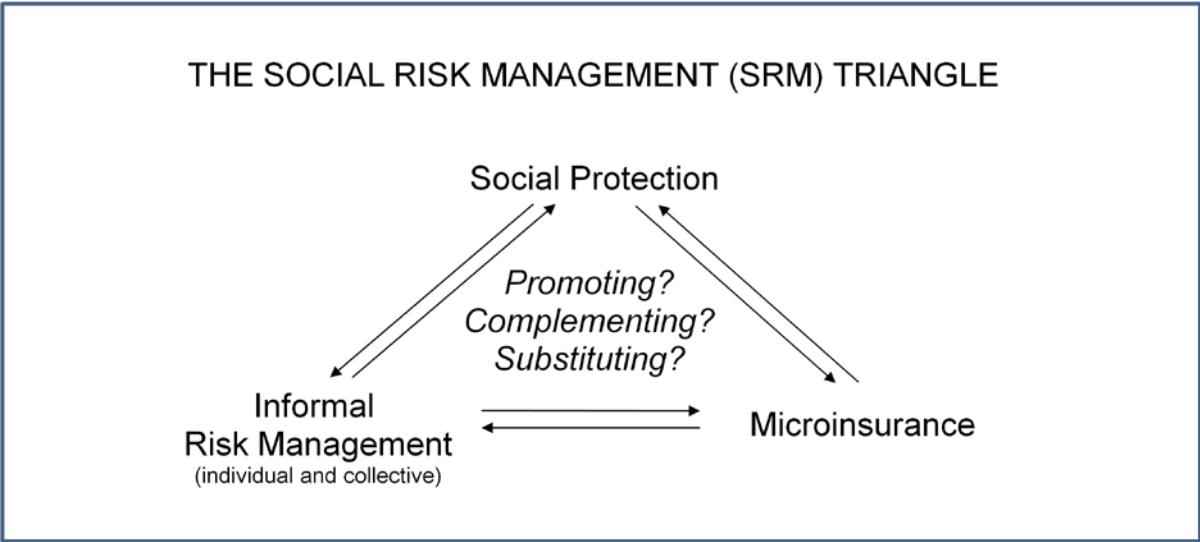 THE SOCIAL RISK MANAGEMENT (SRM) TRIANGLE
Social Protection
Promoting?
Complementing?
Substituting?
Informal
Risk Management
(individual and collective)
Microinsurance